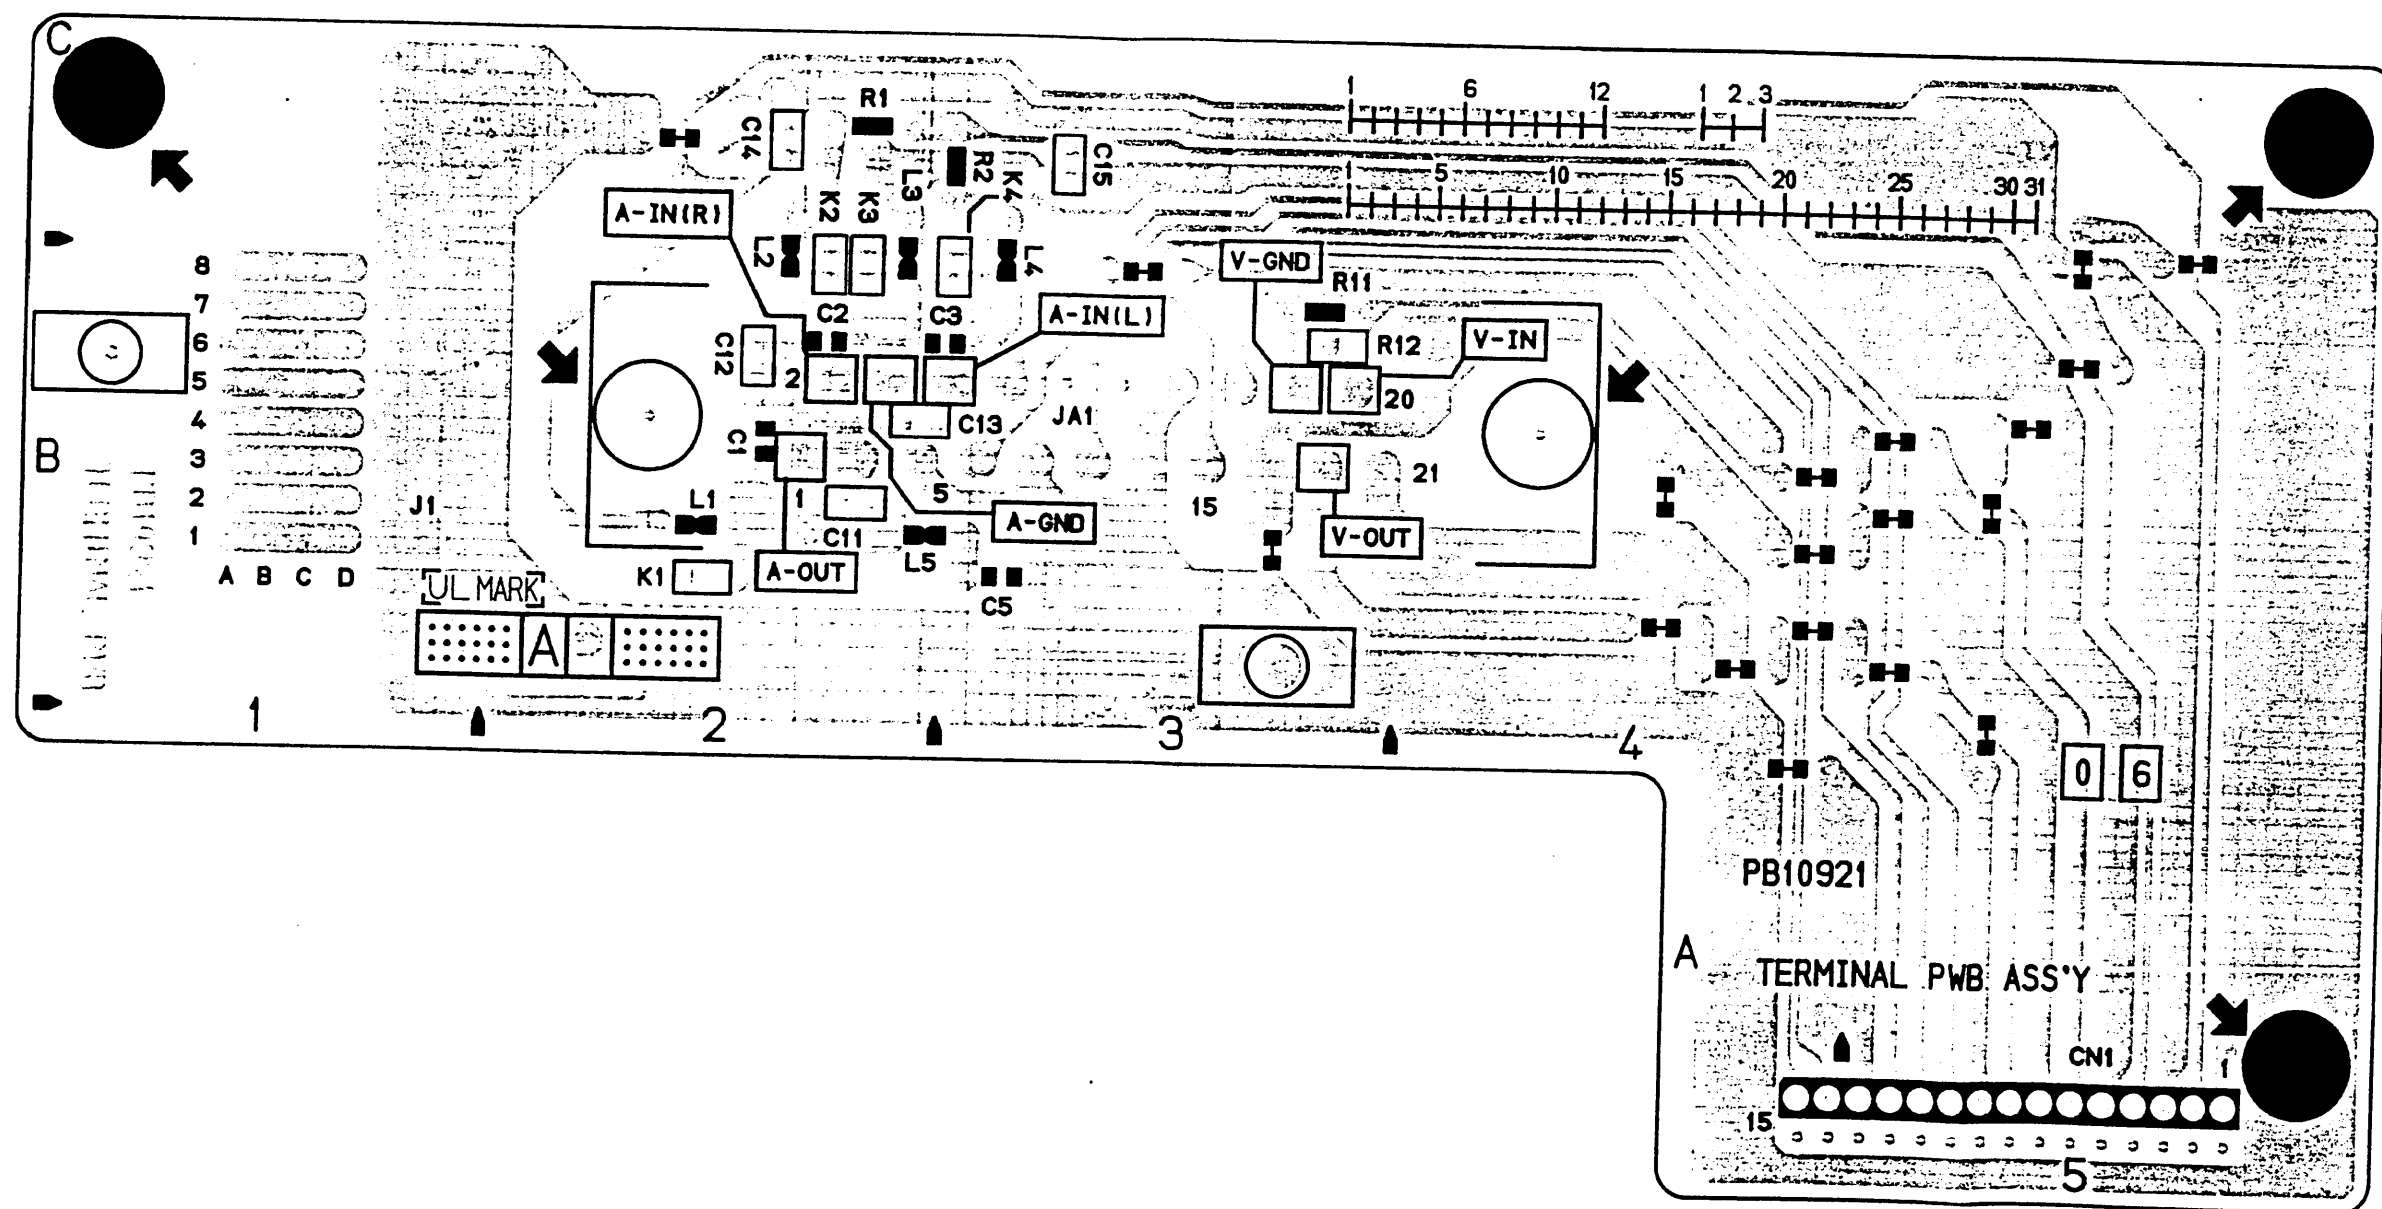 C
1 6 12 1 2 3
R1
C14
R2
C15
L3
K4
1 5 10 15 20 25 30 31
A-IN(R)
K2
K3
L2
L4
V-GND
8
R11
7
C2
C3
A-IN(L)
6
C12
R12
V-IN
5
2
20
4
C13
JA1
C1
B
3
21
2
J1
L1
1
5
15
1
C11
A-GND
V-OUT
L5
A B C D
K1
A-OUT
[UL MARK]
C5
A
1
2
3
4
0 6
PB10921
A
TERMINAL PWB ASS'Y
CN1
1
15
5